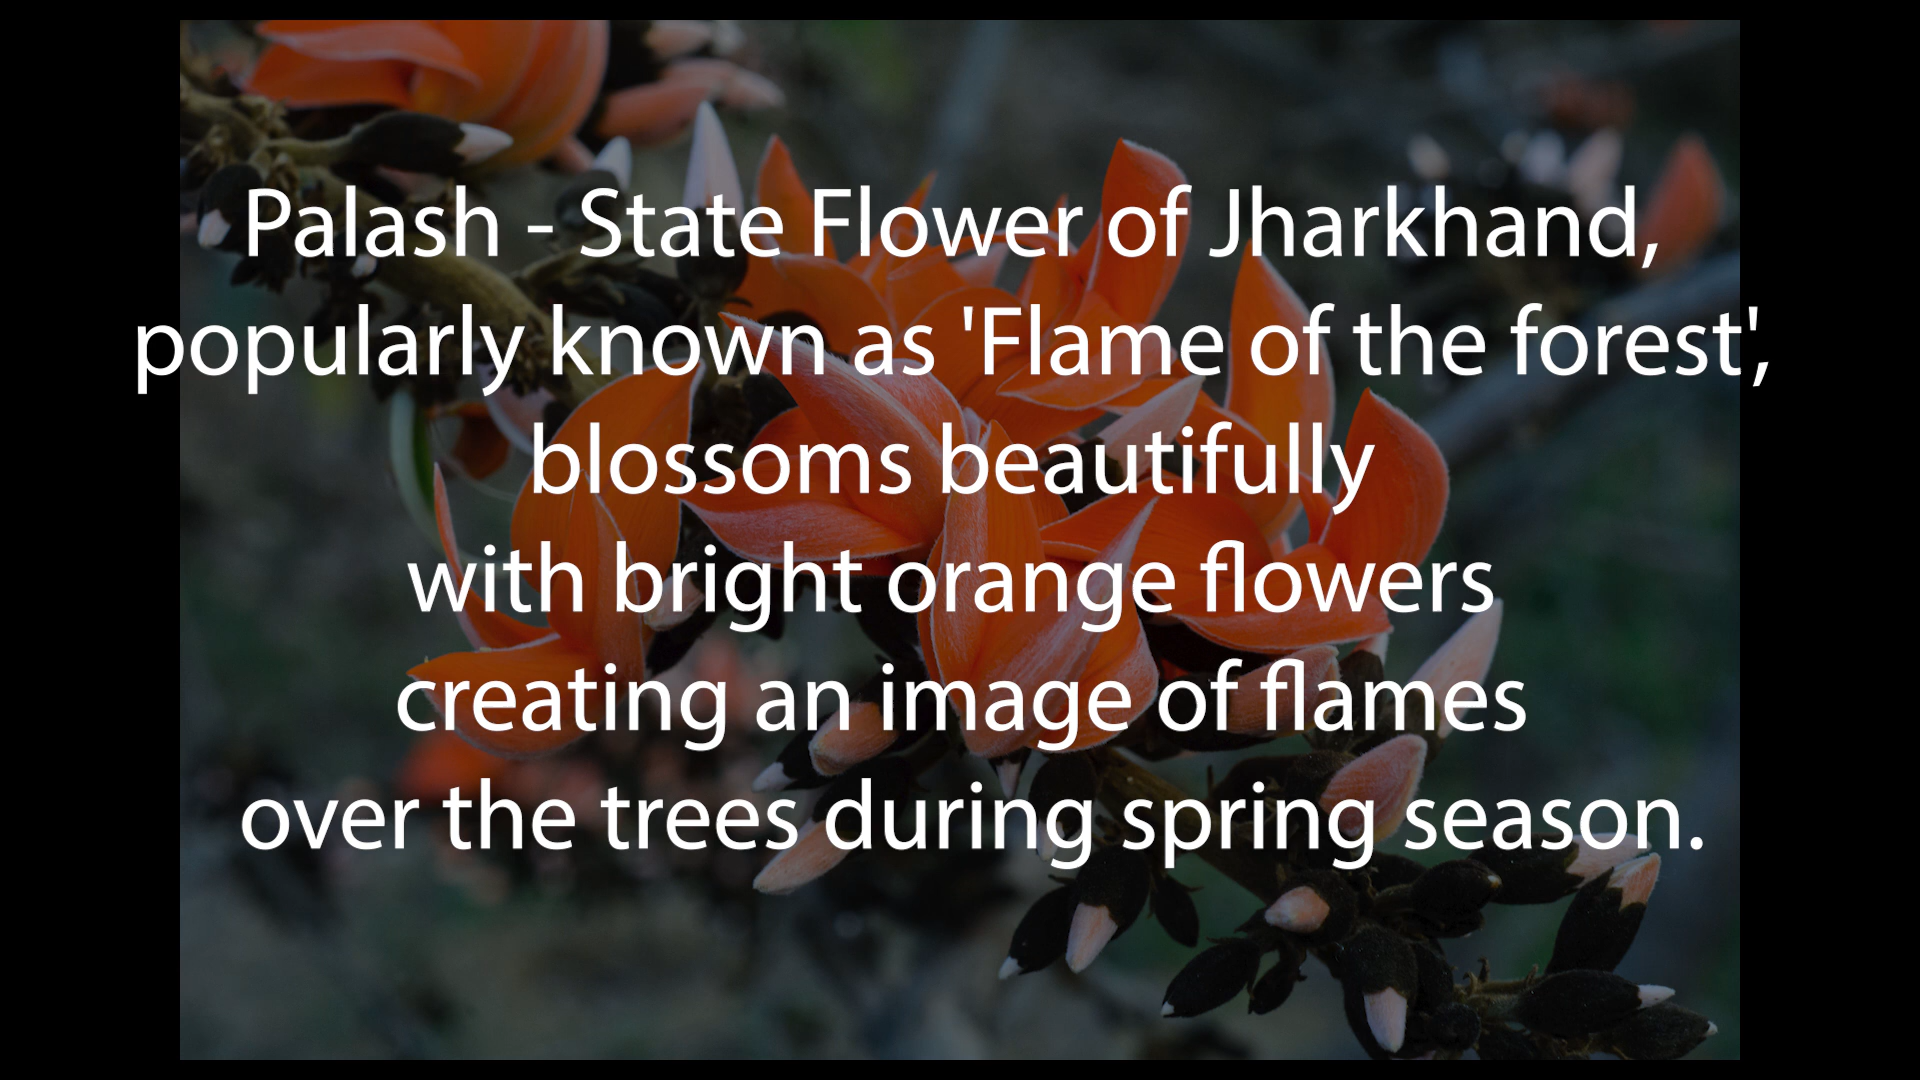 Palash - State Flower of Jharkhand,
popularly known as 'Flame of the forest',
blossoms beautifully
with bright orange flowers
creating an image of flames
over the trees during spring season.